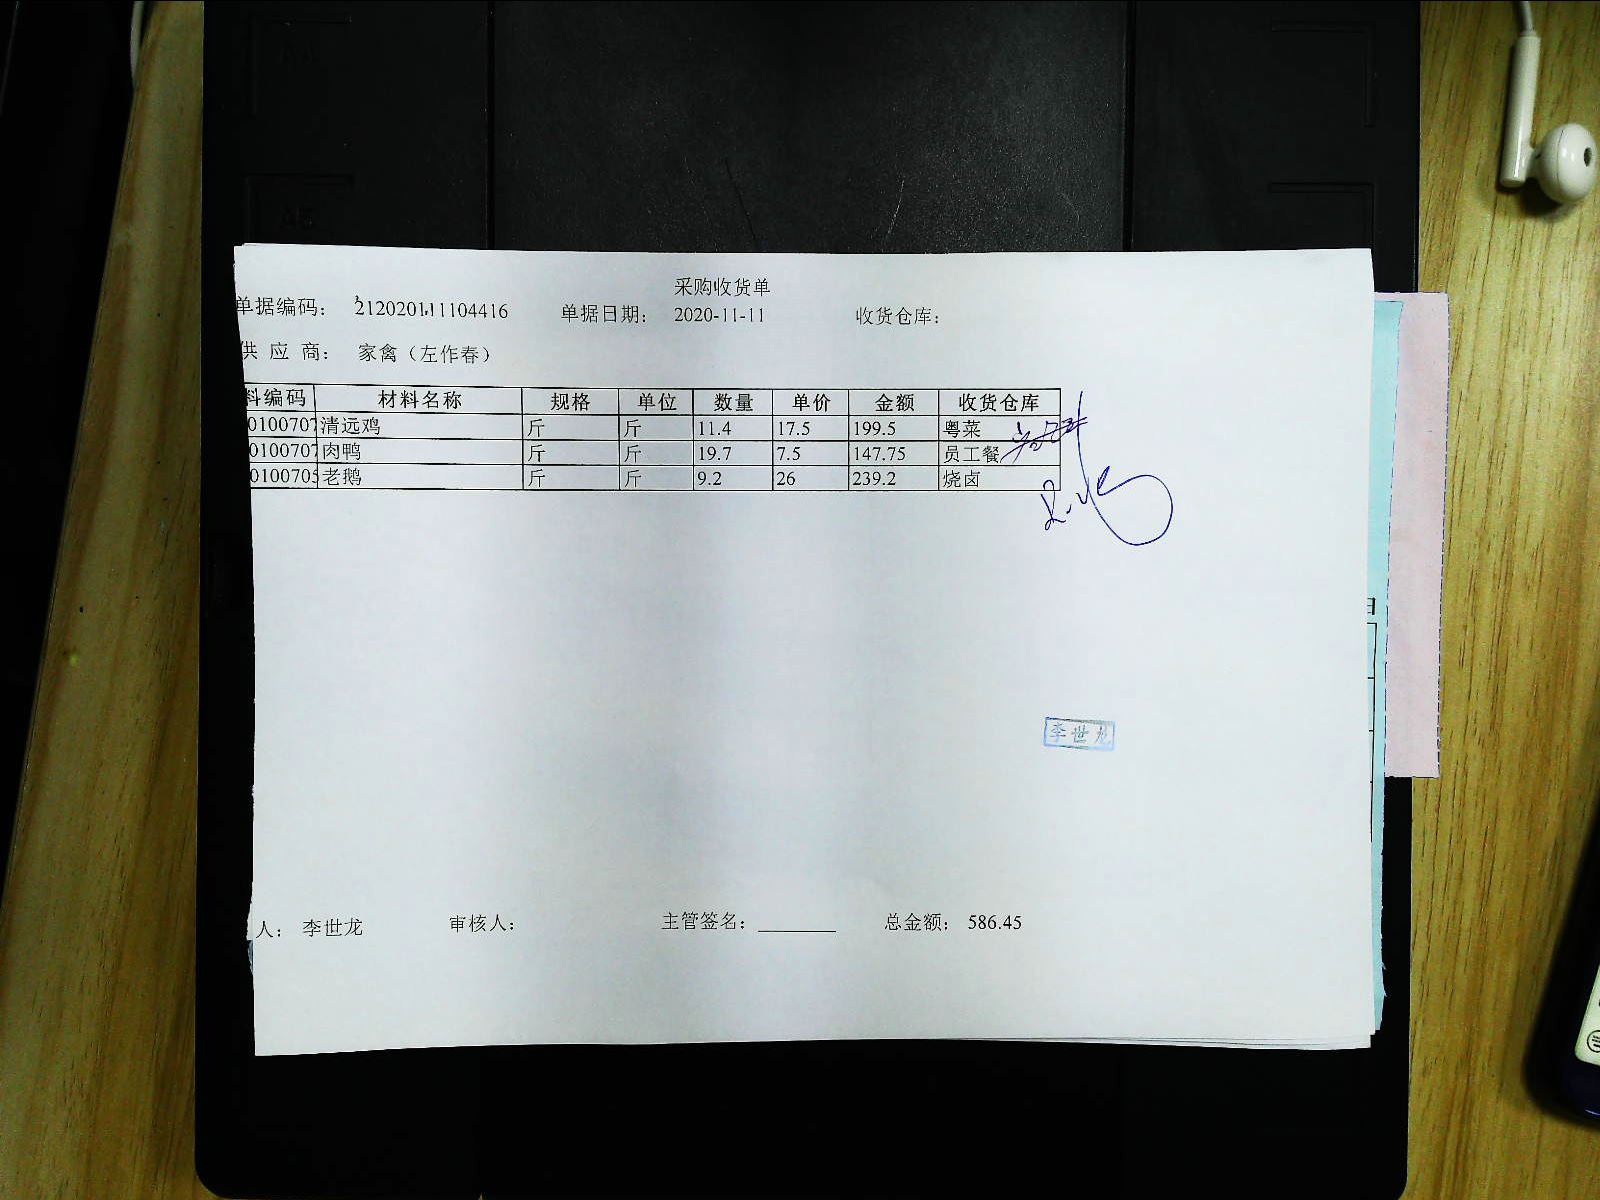 采购收货单
单据编码： 212020111104416 单据日期： 2020-11-11 收货仓库：
供 应 商： 家禽（左作春）
料编码 材料名称 规格 单位 数量 单价 金额 收货仓库
0100707 清远鸡 斤 斤 11.4 17.5 199.5 粤菜
0100707 肉鸭 斤 斤 19.7 7.5 147.75 员工餐
0100705 老鹅 斤 斤 9.2 26 239.2 烧卤
李世龙
人： 李世龙 审核人： 主管签名： 总金额： 586.45